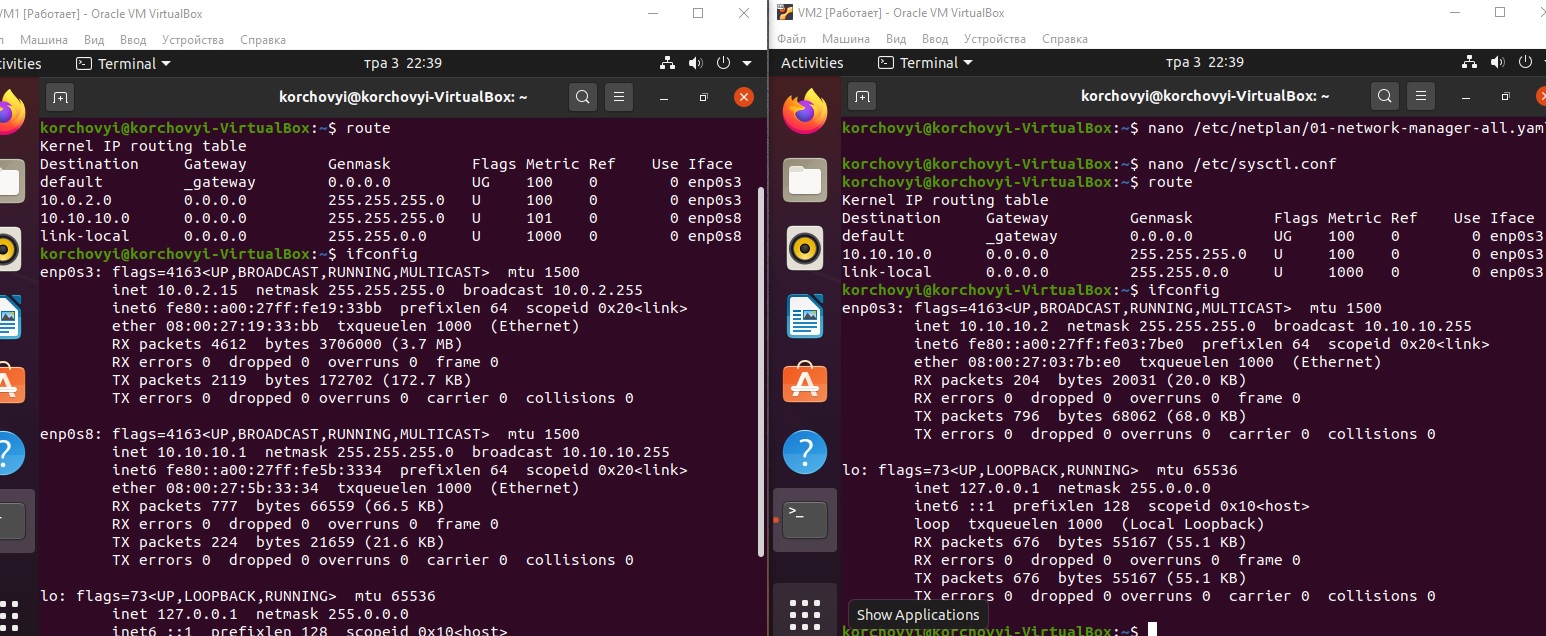 VM1 [Работает] - Oracle VM VirtualBox
Машина Вид Ввод Устройства Справка
Terminal
тра 3 22:39
korchovyi@korchovyi-VirtualBox: ~
korchovyi@korchovyi-VirtualBox:~$ route
Kernel IP routing table
Destination Gateway Genmask Flags Metric Ref Use Iface
default _gateway 0.0.0.0 UG 100 0 0 enp0s3
10.0.2.0 0.0.0.0 255.255.255.0 U 100 0 0 enp0s3
10.10.10.0 0.0.0.0 255.255.255.0 U 101 0 0 enp0s8
link-local 0.0.0.0 255.255.0.0 U 1000 0 0 enp0s8
korchovyi@korchovyi-VirtualBox:~$ ifconfig
enp0s3: flags=4163<UP,BROADCAST,RUNNING,MULTICAST> mtu 1500
inet 10.0.2.15 netmask 255.255.255.0 broadcast 10.0.2.255
inet6 fe80::a00:27ff:fe19:33bb prefixlen 64 scopeid 0x20<link>
ether 08:00:27:19:33:bb txqueuelen 1000 (Ethernet)
RX packets 4612 bytes 3706000 (3.7 MB)
RX errors 0 dropped 0 overruns 0 frame 0
TX packets 2119 bytes 172702 (172.7 KB)
TX errors 0 dropped 0 overruns 0 carrier 0 collisions 0
enp0s8: flags=4163<UP,BROADCAST,RUNNING,MULTICAST> mtu 1500
inet 10.10.10.1 netmask 255.255.255.0 broadcast 10.10.10.255
inet6 fe80::a00:27ff:fe5b:3334 prefixlen 64 scopeid 0x20<link>
ether 08:00:27:5b:33:34 txqueuelen 1000 (Ethernet)
RX packets 777 bytes 66559 (66.5 KB)
RX errors 0 dropped 0 overruns 0 frame 0
TX packets 224 bytes 21659 (21.6 KB)
TX errors 0 dropped 0 overruns 0 carrier 0 collisions 0
lo: flags=73<UP,LOOPBACK,RUNNING> mtu 65536
inet 127.0.0.1 netmask 255.0.0.0
inet6 ::1 prefixlen 128 scopeid 0x10<host>
VM2 [Работает] - Oracle VM VirtualBox
Файл Машина Вид Ввод Устройства Справка
Activities Terminal
тра 3 22:39
korchovyi@korchovyi-VirtualBox: ~
korchovyi@korchovyi-VirtualBox:~$ nano /etc/netplan/01-network-manager-all.yaml
korchovyi@korchovyi-VirtualBox:~$ nano /etc/sysctl.conf
korchovyi@korchovyi-VirtualBox:~$ route
Kernel IP routing table
Destination Gateway Genmask Flags Metric Ref Use Iface
default _gateway 0.0.0.0 UG 100 0 0 enp0s3
10.10.10.0 0.0.0.0 255.255.255.0 U 100 0 0 enp0s3
link-local 0.0.0.0 255.255.0.0 U 1000 0 0 enp0s3
korchovyi@korchovyi-VirtualBox:~$ ifconfig
enp0s3: flags=4163<UP,BROADCAST,RUNNING,MULTICAST> mtu 1500
inet 10.10.10.2 netmask 255.255.255.0 broadcast 10.10.10.255
inet6 fe80::a00:27ff:fe03:7be0 prefixlen 64 scopeid 0x20<link>
ether 08:00:27:03:7b:e0 txqueuelen 1000 (Ethernet)
RX packets 204 bytes 20031 (20.0 KB)
RX errors 0 dropped 0 overruns 0 frame 0
TX packets 796 bytes 68062 (68.0 KB)
TX errors 0 dropped 0 overruns 0 carrier 0 collisions 0
lo: flags=73<UP,LOOPBACK,RUNNING> mtu 65536
inet 127.0.0.1 netmask 255.0.0.0
inet6 ::1 prefixlen 128 scopeid 0x10<host>
loop txqueuelen 1000 (Local Loopback)
RX packets 676 bytes 55167 (55.1 KB)
RX errors 0 dropped 0 overruns 0 frame 0
TX packets 676 bytes 55167 (55.1 KB)
TX errors 0 dropped 0 overruns 0 carrier 0 collisions 0
Show Applications
korchovyi@korchovyi-VirtualBox:~$